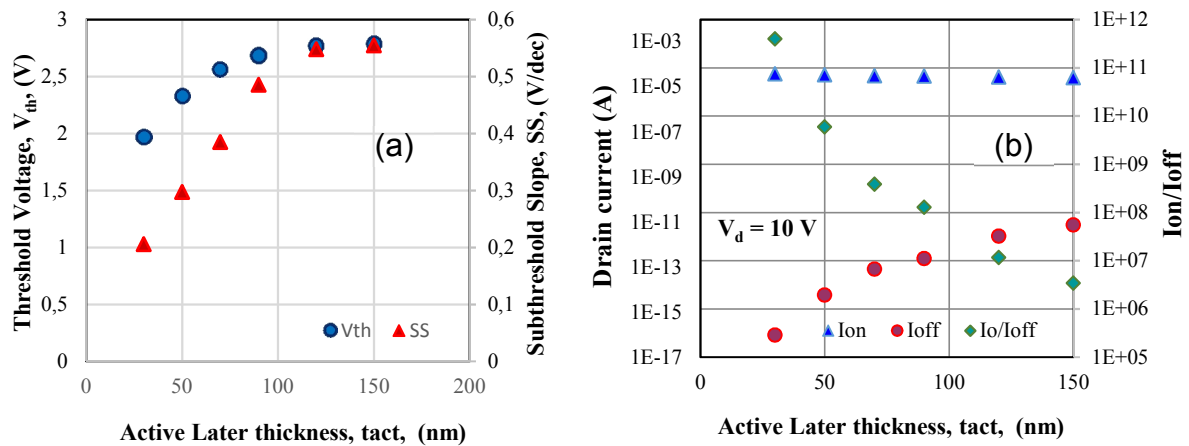 Threshold Voltage, Vth, (V)
3
2,5
2
1,5
1
0,5
0
0,6
0,5
0,4
0,3
0,2
0,1
0
Subthreshold Slope, SS, (V/dec)
(a)
Vth SS
0 50 100 150 200
Active Later thickness, tact, (nm)
Drain current (A)
1E-03
1E-05
1E-07
1E-09
1E-11
1E-13
1E-15
1E-17
1E+12
1E+11
1E+10
1E+09
1E+08
1E+07
1E+06
1E+05
Ion/Ioff
(b)
Vd = 10 V
Ion Ioff Io/Ioff
0 50 100 150
Active Later thickness, tact, (nm)